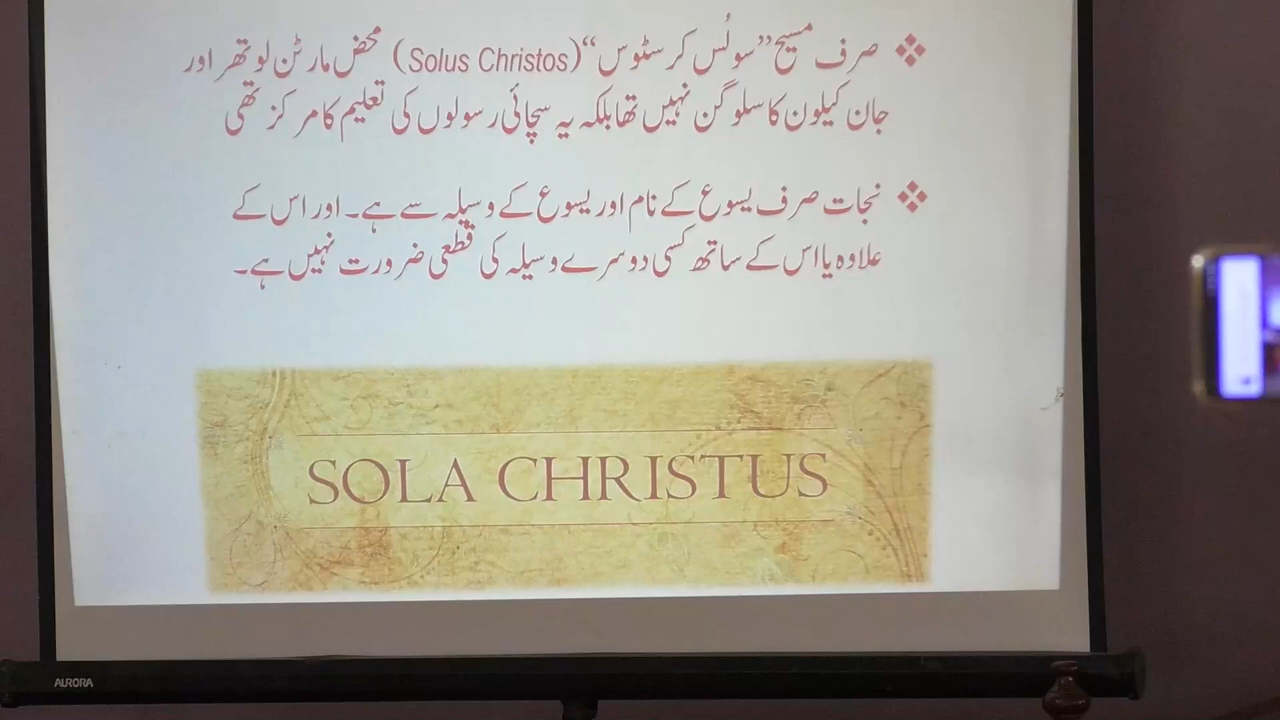 ❖ صرف مسیح ”سولُس کرسٹوس“ (Solus Christos) محض مارٹن لوتھر اور
جان کیلون کا سلوگن نہیں تھا بلکہ یہ سچائی رسولوں کی تعلیم کا مرکز تھی
❖ نجات صرف یسوع کے نام اور یسوع کے وسیلہ سے ہے۔ اور اس کے
علاوہ یا اس کے ساتھ کسی دوسرے وسیلہ کی قطعی ضرورت نہیں ہے۔
SOLA CHRISTUS
AURORA